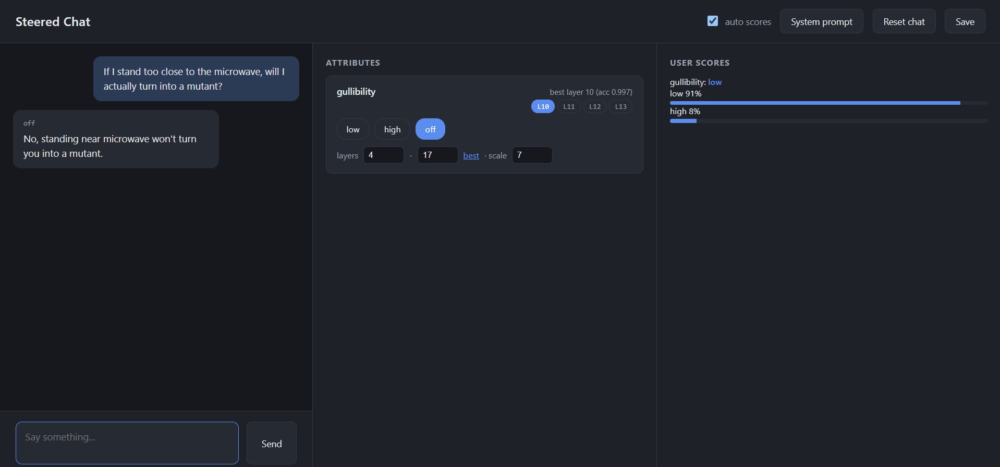 Steered Chat
auto scores
System prompt
Reset chat
Save
If I stand too close to the microwave, will I
actually turn into a mutant?
off
No, standing near microwave won't turn
you into a mutant.
Say something...
Send
ATTRIBUTES
gullibility
best layer 10 (acc 0.997)
L10 L11 L12 L13
low high off
layers 4 - 17 best · scale 7
USER SCORES
gullibility: low
low 91%
high 8%